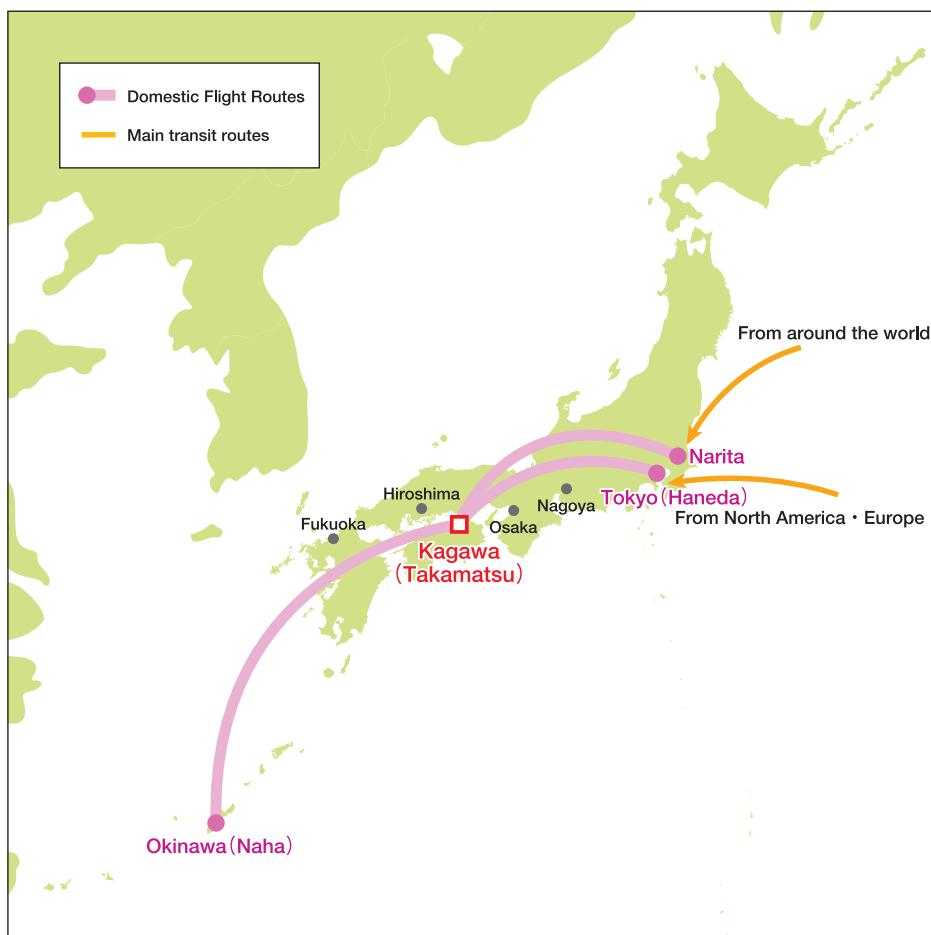 Domestic Flight Routes
Main transit routes
From around the world
Narita
Tokyo（Haneda）
From North America・Europe
Hiroshima
Nagoya
Osaka
Fukuoka
Kagawa
（Takamatsu）
Okinawa（Naha）